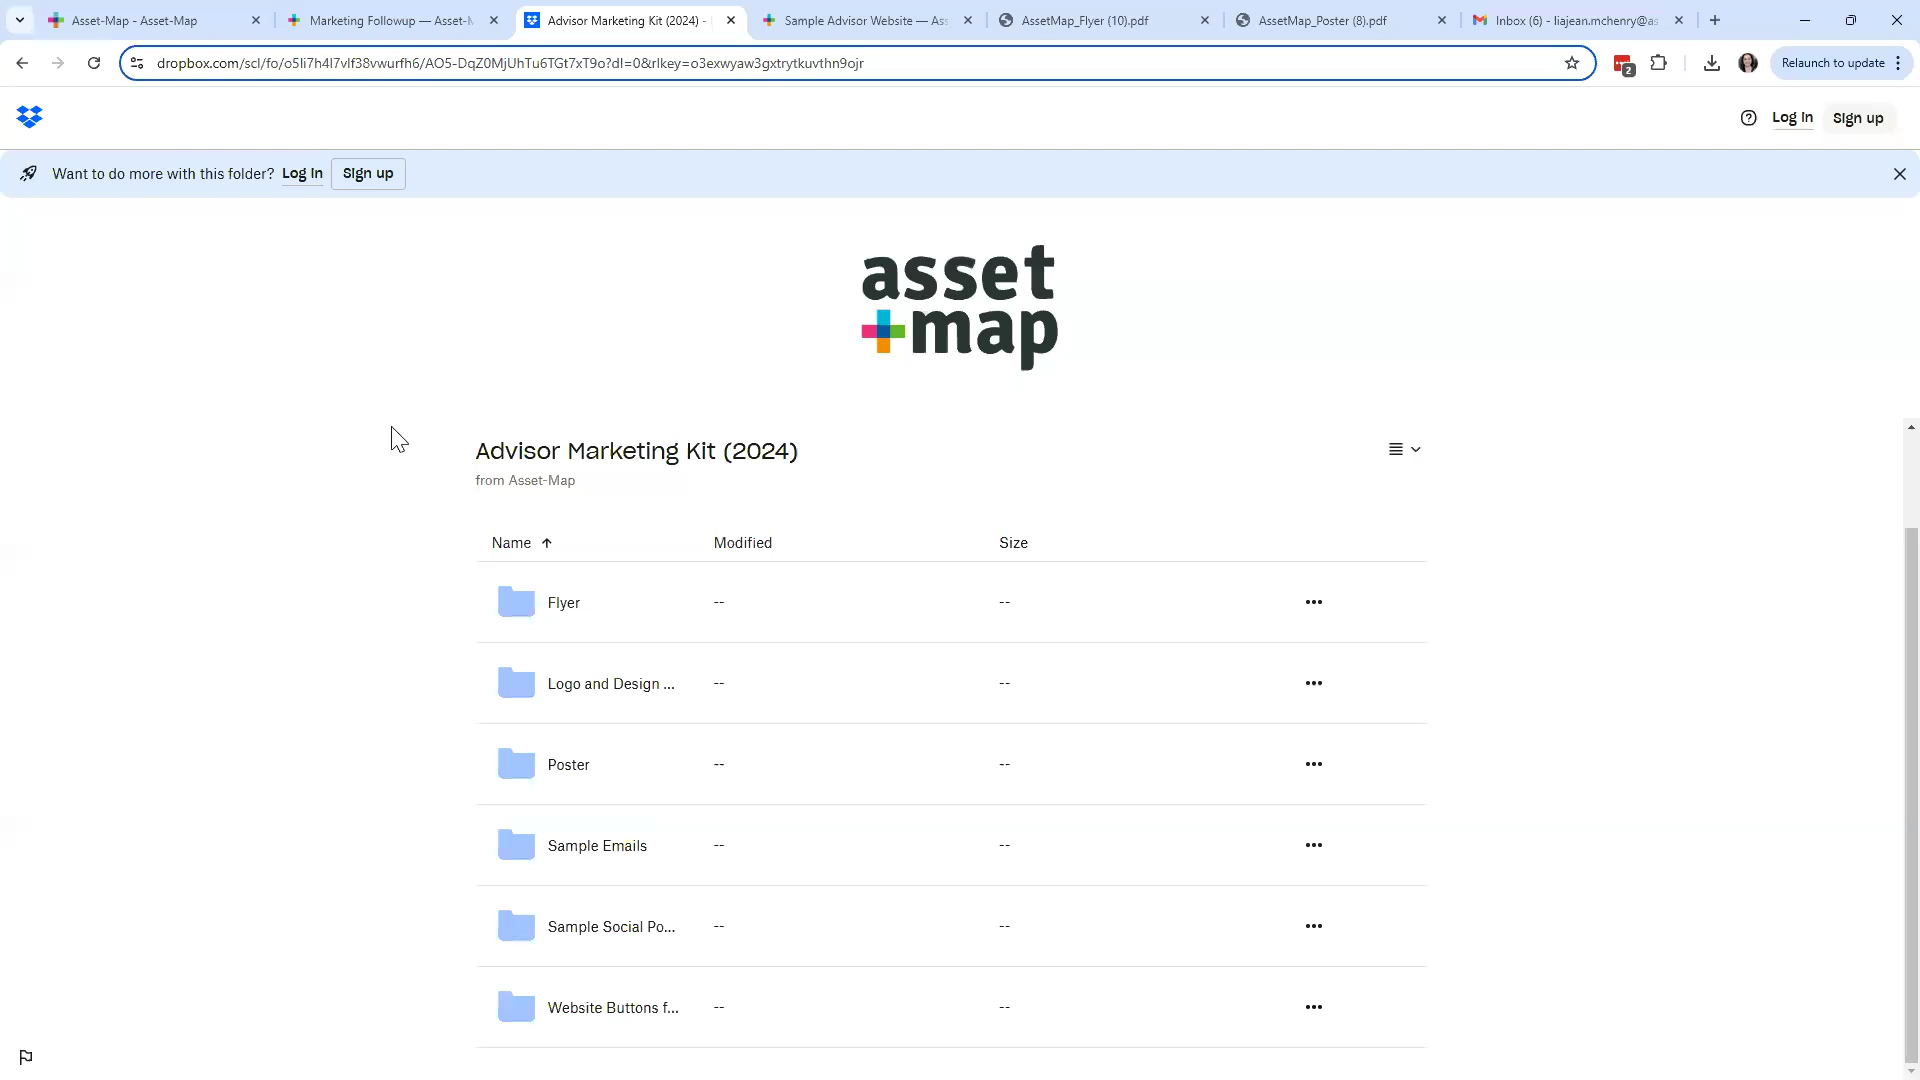 Asset-Map - Asset-Map
Marketing Followup — Asset-M
Advisor Marketing Kit (2024) -
Sample Advisor Website — Ass
AssetMap_Flyer (10).pdf
AssetMap_Poster (8).pdf
Inbox (6) - liajean.mchenry@as
dropbox.com/scl/fo/o5li7h4l7vlf38vwurfh6/AO5-DqZ0MjUhTu6TGt7xT9o?dl=0&rlkey=o3exwyaw3gxtrytkuvthn9ojr
2
Relaunch to update
Log in
Sign up
Want to do more with this folder? Log in Sign up
asset
map
Advisor Marketing Kit (2024)
from Asset-Map
Name Modified Size
Flyer -- --
Logo and Design ... -- --
Poster -- --
Sample Emails -- --
Sample Social Po... -- --
Website Buttons f... -- --